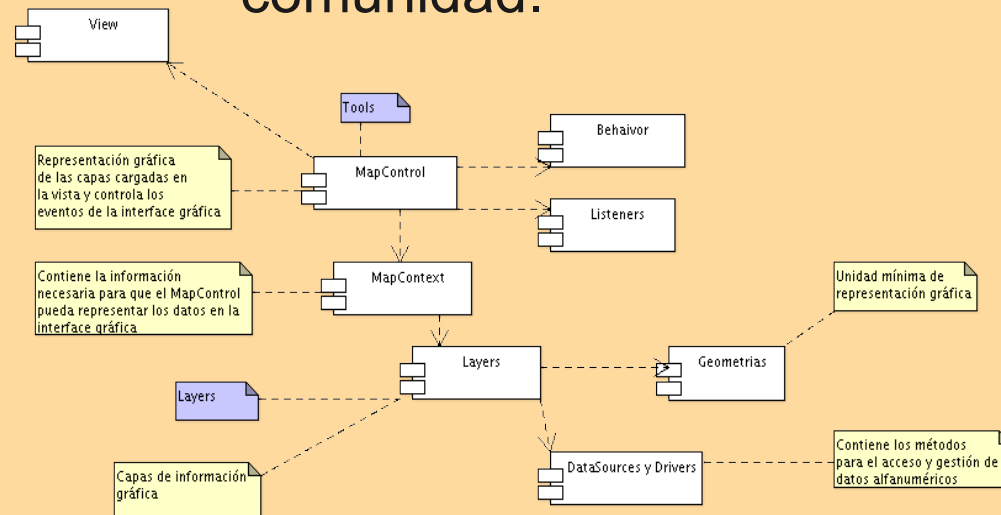 comunidad.
View
Tools
Behaivor
Representación gráfica
de las capas cargadas en
la vista y controla los
eventos de la interface gráfica
MapControl
Listeners
Contiene la información
necesaria para que el MapControl
pueda representar los datos en la
interface gráfica
MapContext
Unidad mínima de
representación gráfica
Layers
Geometrias
Layers
Capas de información
gráfica
DataSources y Drivers
Contiene los métodos
para el acceso y gestión de
datos alfanuméricos